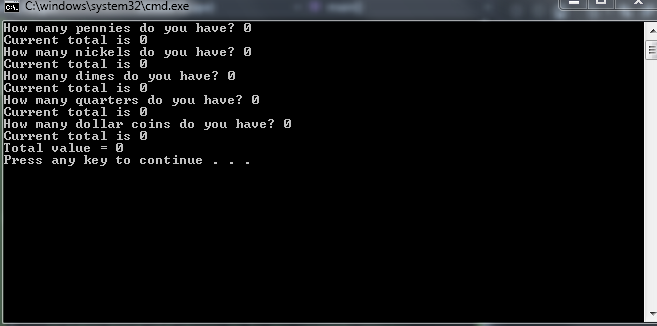 C:\windows\system32\cmd.exe
How many pennies do you have? 0
Current total is 0
How many nickels do you have? 0
Current total is 0
How many dimes do you have? 0
Current total is 0
How many quarters do you have? 0
Current total is 0
How many dollar coins do you have? 0
Current total is 0
Total value = 0
Press any key to continue . . .